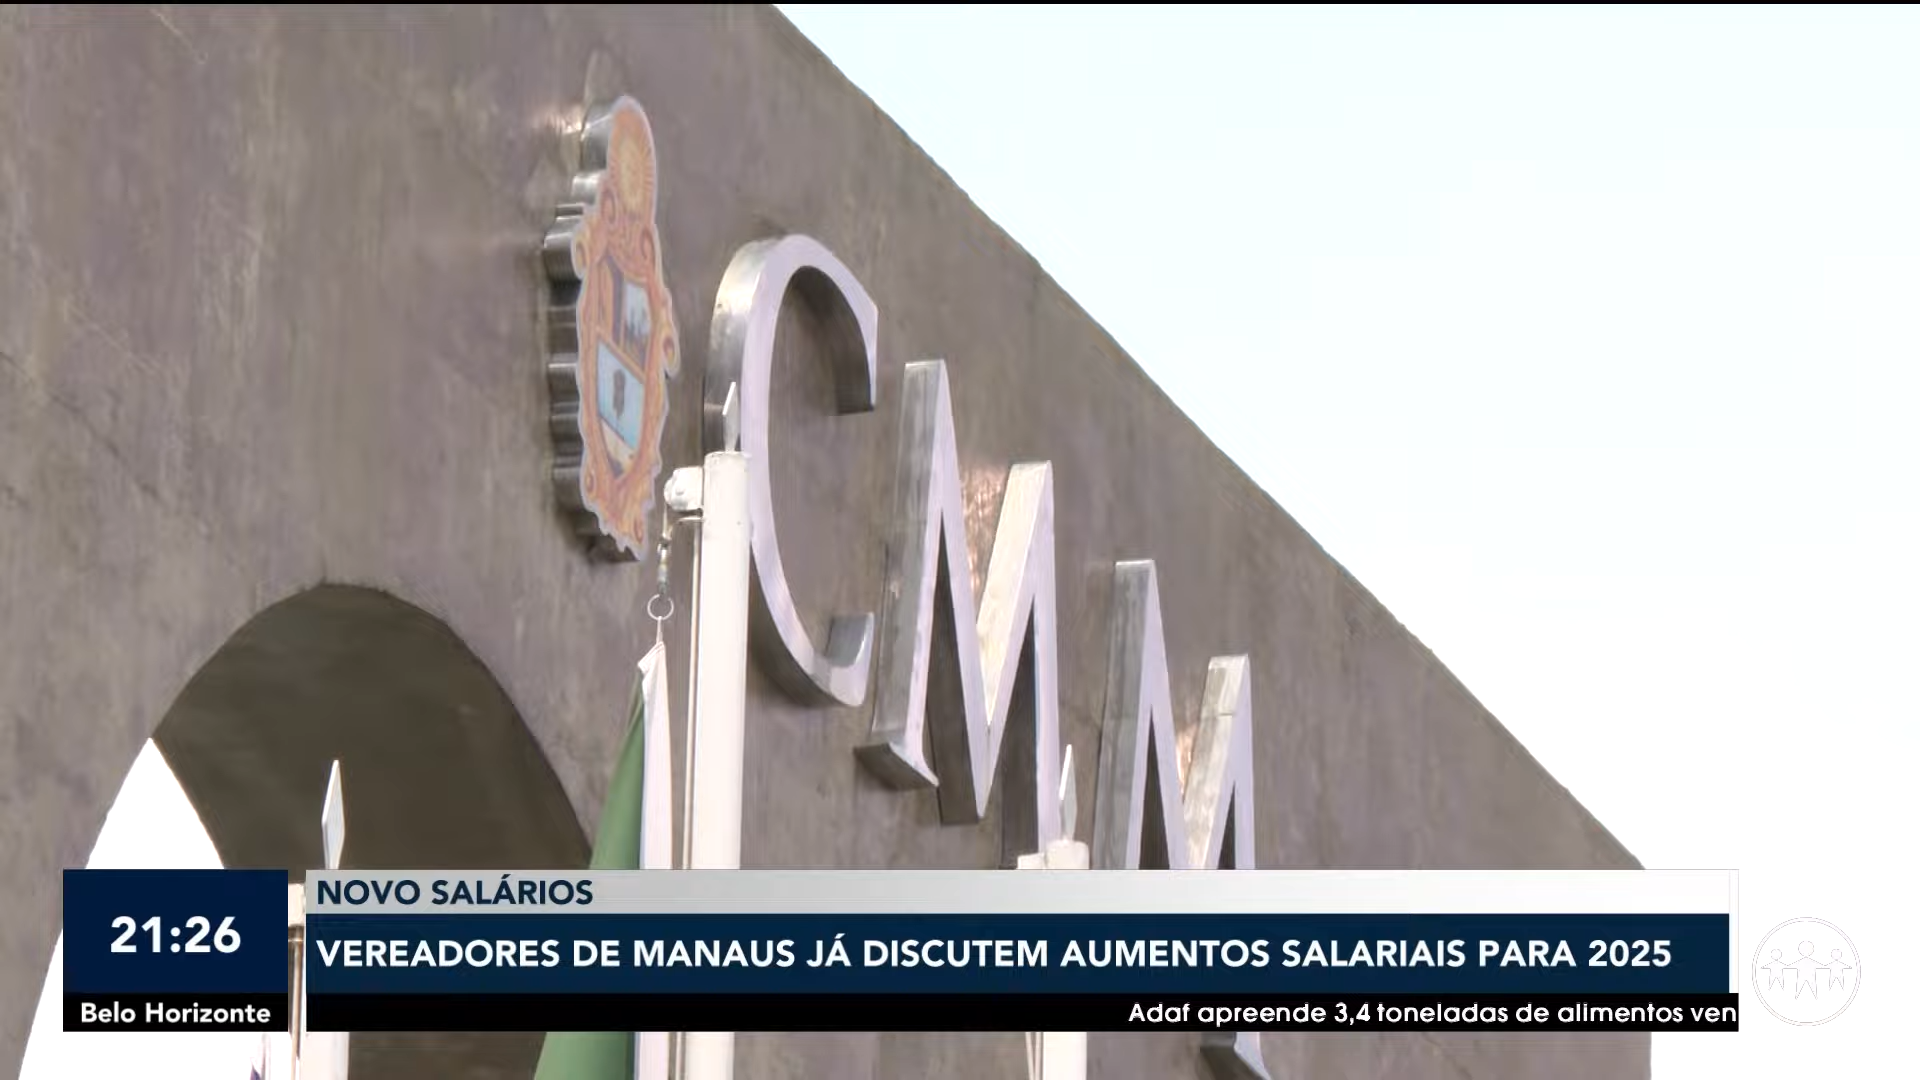 CMM
NOVO SALÁRIOS
21:26
VEREADORES DE MANAUS JÁ DISCUTEM AUMENTOS SALARIAIS PARA 2025
Belo Horizonte
Adaf apreende 3,4 toneladas de alimentos ven